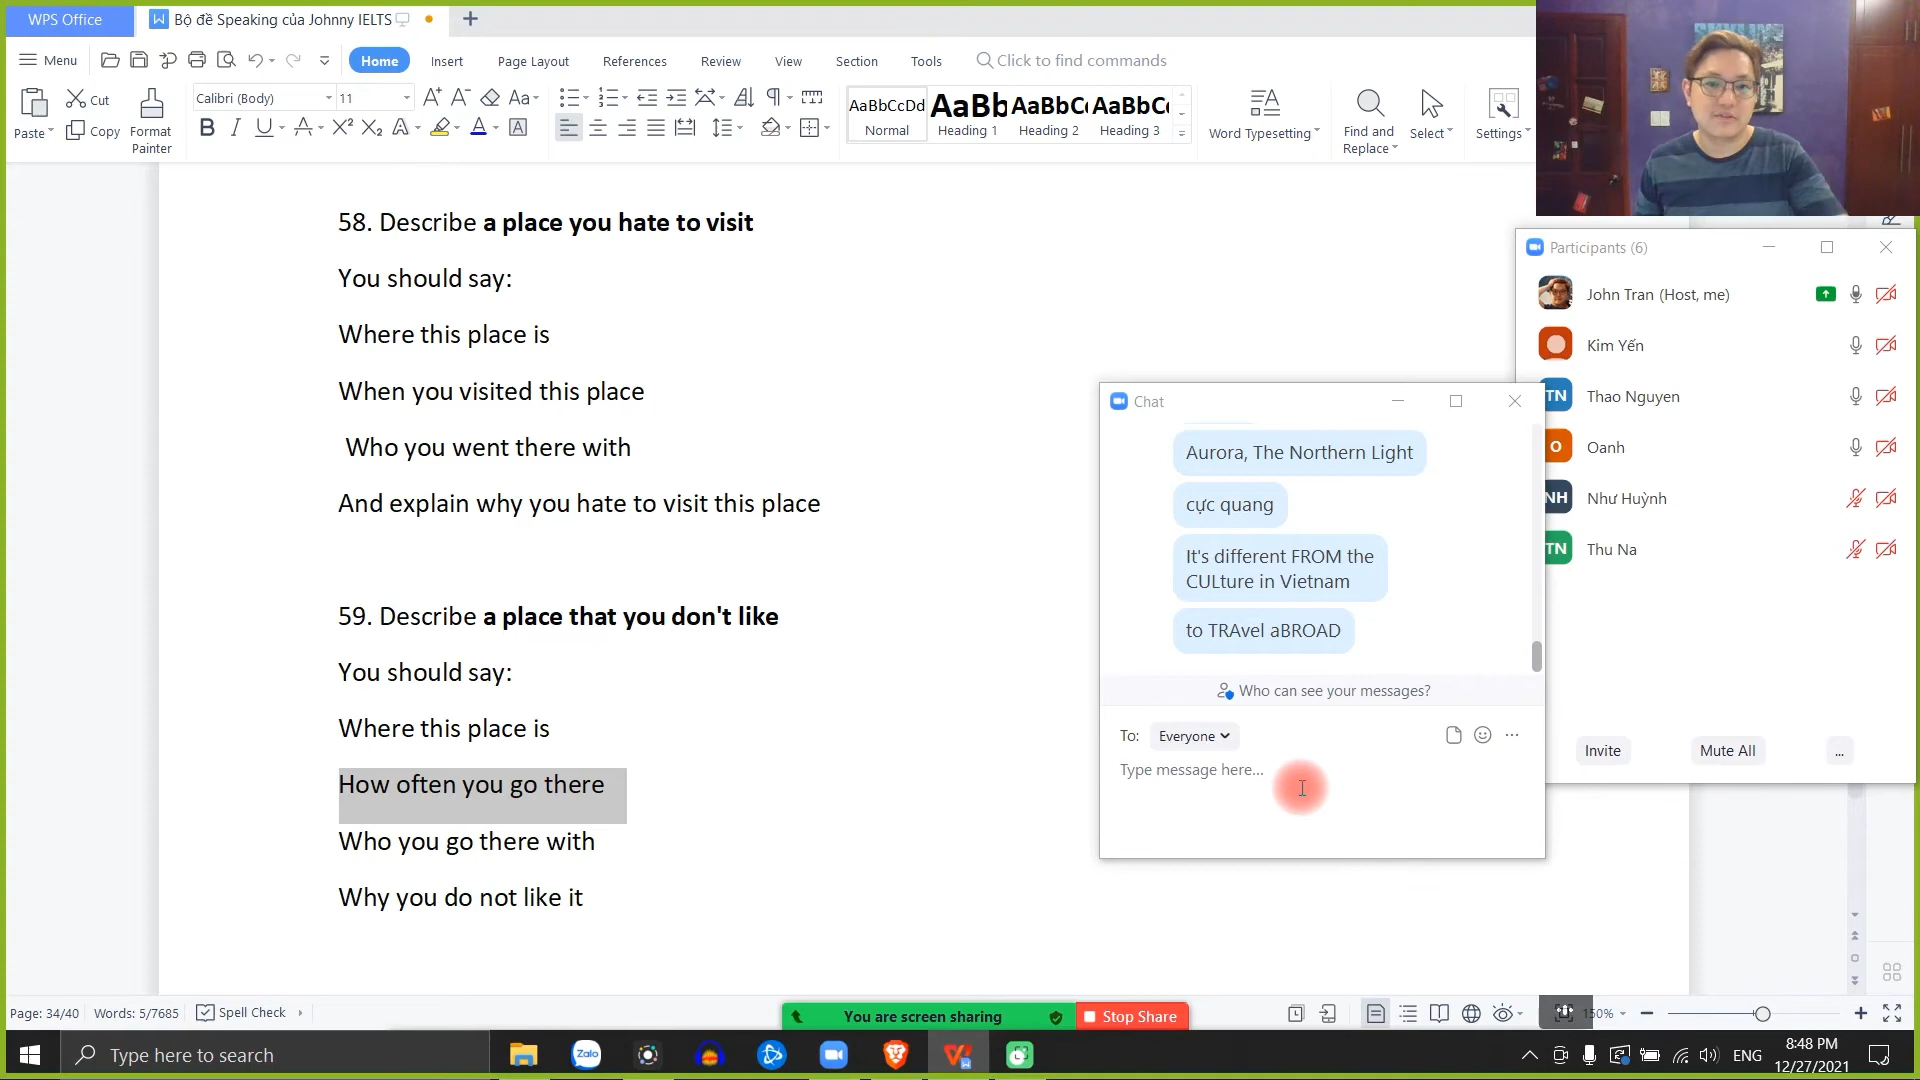 WPS Office
Bộ đề Speaking của Johnny IELTS
Menu
Home
Insert
Page Layout
References
Review
View
Section
Tools
Click to find commands
Paste
Cut
Copy
Format
Painter
Calibri (Body)
11
AaBbCcDd
Normal
AaBb
Heading 1
AaBbC
Heading 2
AaBbC
Heading 3
Word Typesetting
Find and
Replace
Select
Settings
58. Describe a place you hate to visit
You should say:
Where this place is
When you visited this place
Who you went there with
And explain why you hate to visit this place
59. Describe a place that you don't like
You should say:
Where this place is
How often you go there
Who you go there with
Why you do not like it
Participants (6)
John Tran (Host, me)
Kim Yến
TN
Thao Nguyen
O
Oanh
NH
Như Huỳnh
TN
Thu Na
Invite
Mute All
...
Chat
Aurora, The Northern Light
cực quang
It's different FROM the
CULture in Vietnam
to TRAvel aBROAD
Who can see your messages?
To:
Everyone
Type message here...
Page: 34/40
Words: 5/7685
Spell Check
You are screen sharing
Stop Share
150%
Type here to search
Zalo
ENG
8:48 PM
12/27/2021